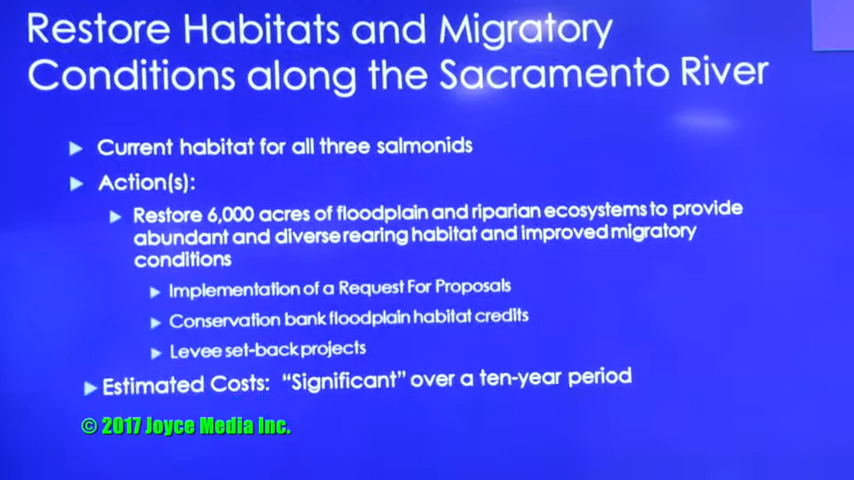 Restore Habitats and Migratory
Conditions along the Sacramento River
Current habitat for all three salmonids
Action(s):
Restore 6,000 acres of floodplain and riparian ecosystems to provide
abundant and diverse rearing habitat and improved migratory
conditions
Implementation of a Request For Proposals
Conservation bank floodplain habitat credits
Levee set-back projects
Estimated Costs: “Significant” over a ten-year period
© 2017 Joyce Media Inc.